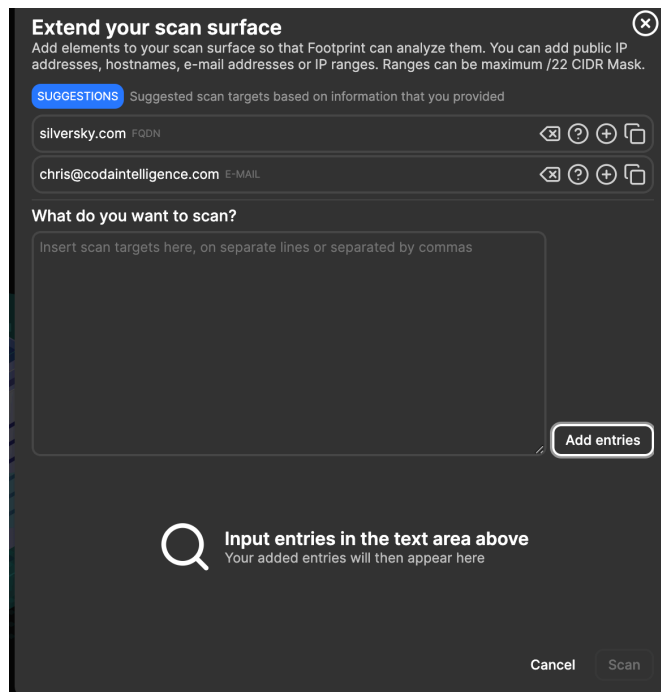 Extend your scan surface
Add elements to your scan surface so that Footprint can analyze them. You can add public IP
addresses, hostnames, e-mail addresses or IP ranges. Ranges can be maximum /22 CIDR Mask.
SUGGESTIONS Suggested scan targets based on information that you provided
silversky.com FQDN
chris@codaintelligence.com E-MAIL
What do you want to scan?
Insert scan targets here, on separate lines or separated by commas
Add entries
Input entries in the text area above
Your added entries will then appear here
Cancel Scan